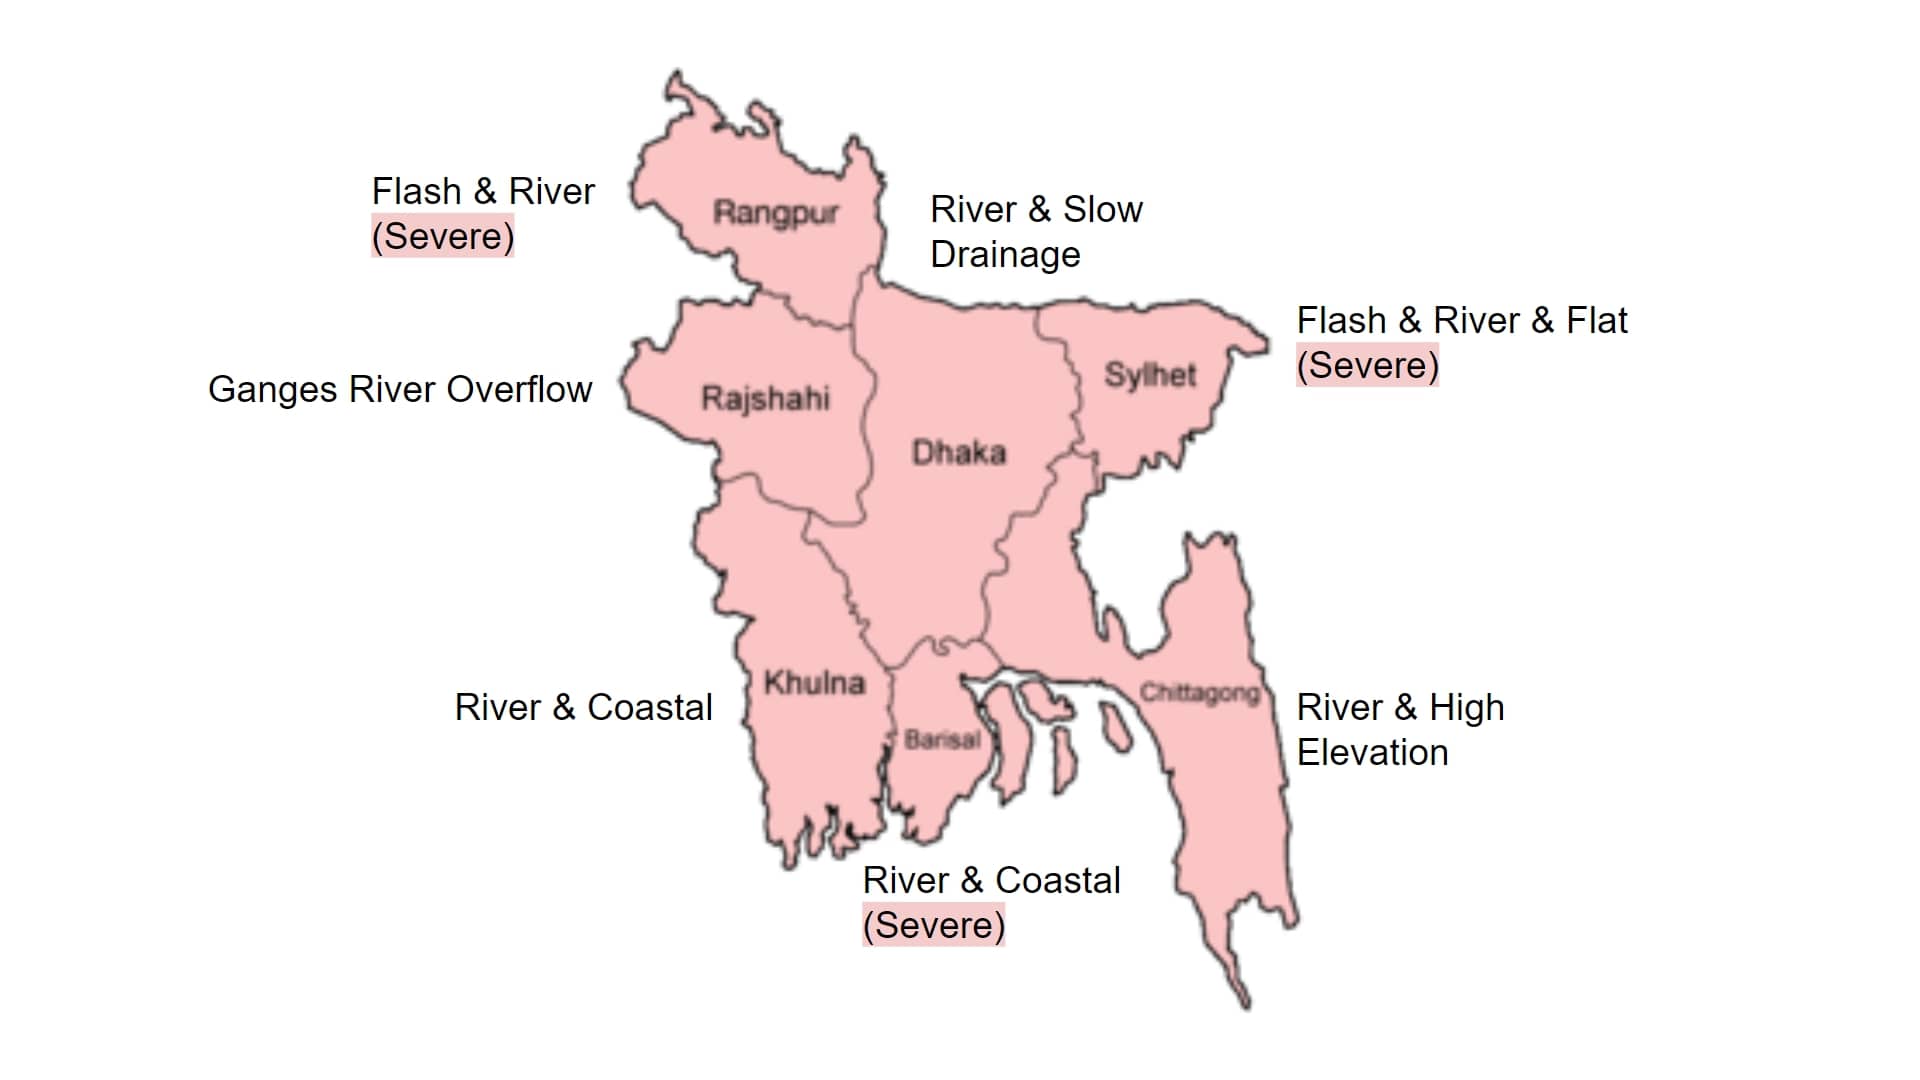 Flash & River
(Severe)
Rangpur
River & Slow
Drainage
Flash & River & Flat
(Severe)
Sylhet
Ganges River Overflow
Rajshahi
Dhaka
River & Coastal
Khulna
Barisal
Chittagong
River & High
Elevation
River & Coastal
(Severe)